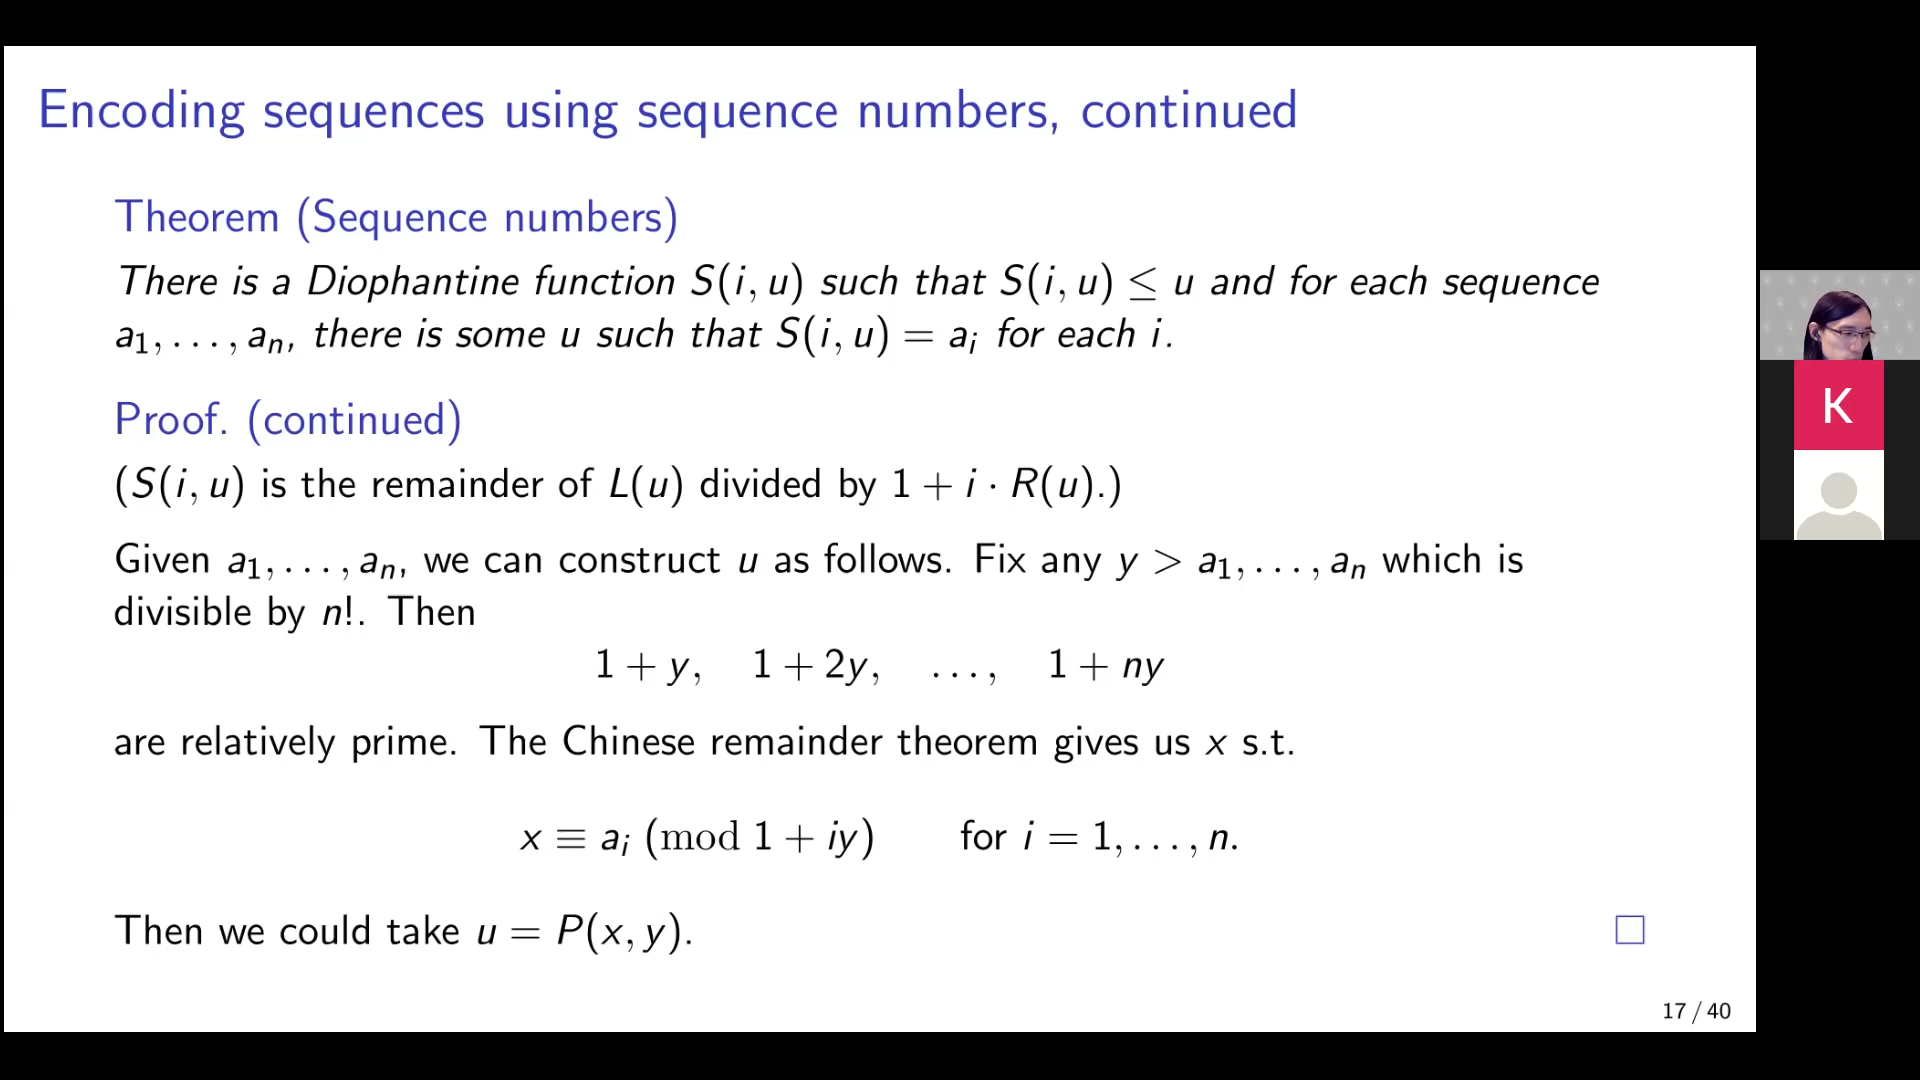 Encoding sequences using sequence numbers, continued
Theorem (Sequence numbers)
There is a Diophantine function S(i, u) such that S(i, u) ≤ u and for each sequence
a₁, . . . , aₙ, there is some u such that S(i, u) = aᵢ for each i.
Proof. (continued)
(S(i, u) is the remainder of L(u) divided by 1 + i · R(u).)
Given a₁, . . . , aₙ, we can construct u as follows. Fix any y > a₁, . . . , aₙ which is
divisible by n!. Then
1 + y, 1 + 2y, . . . , 1 + ny
are relatively prime. The Chinese remainder theorem gives us x s.t.
x ≡ aᵢ (mod 1 + iy) for i = 1, . . . , n.
Then we could take u = P(x, y).
□
17 / 40
K